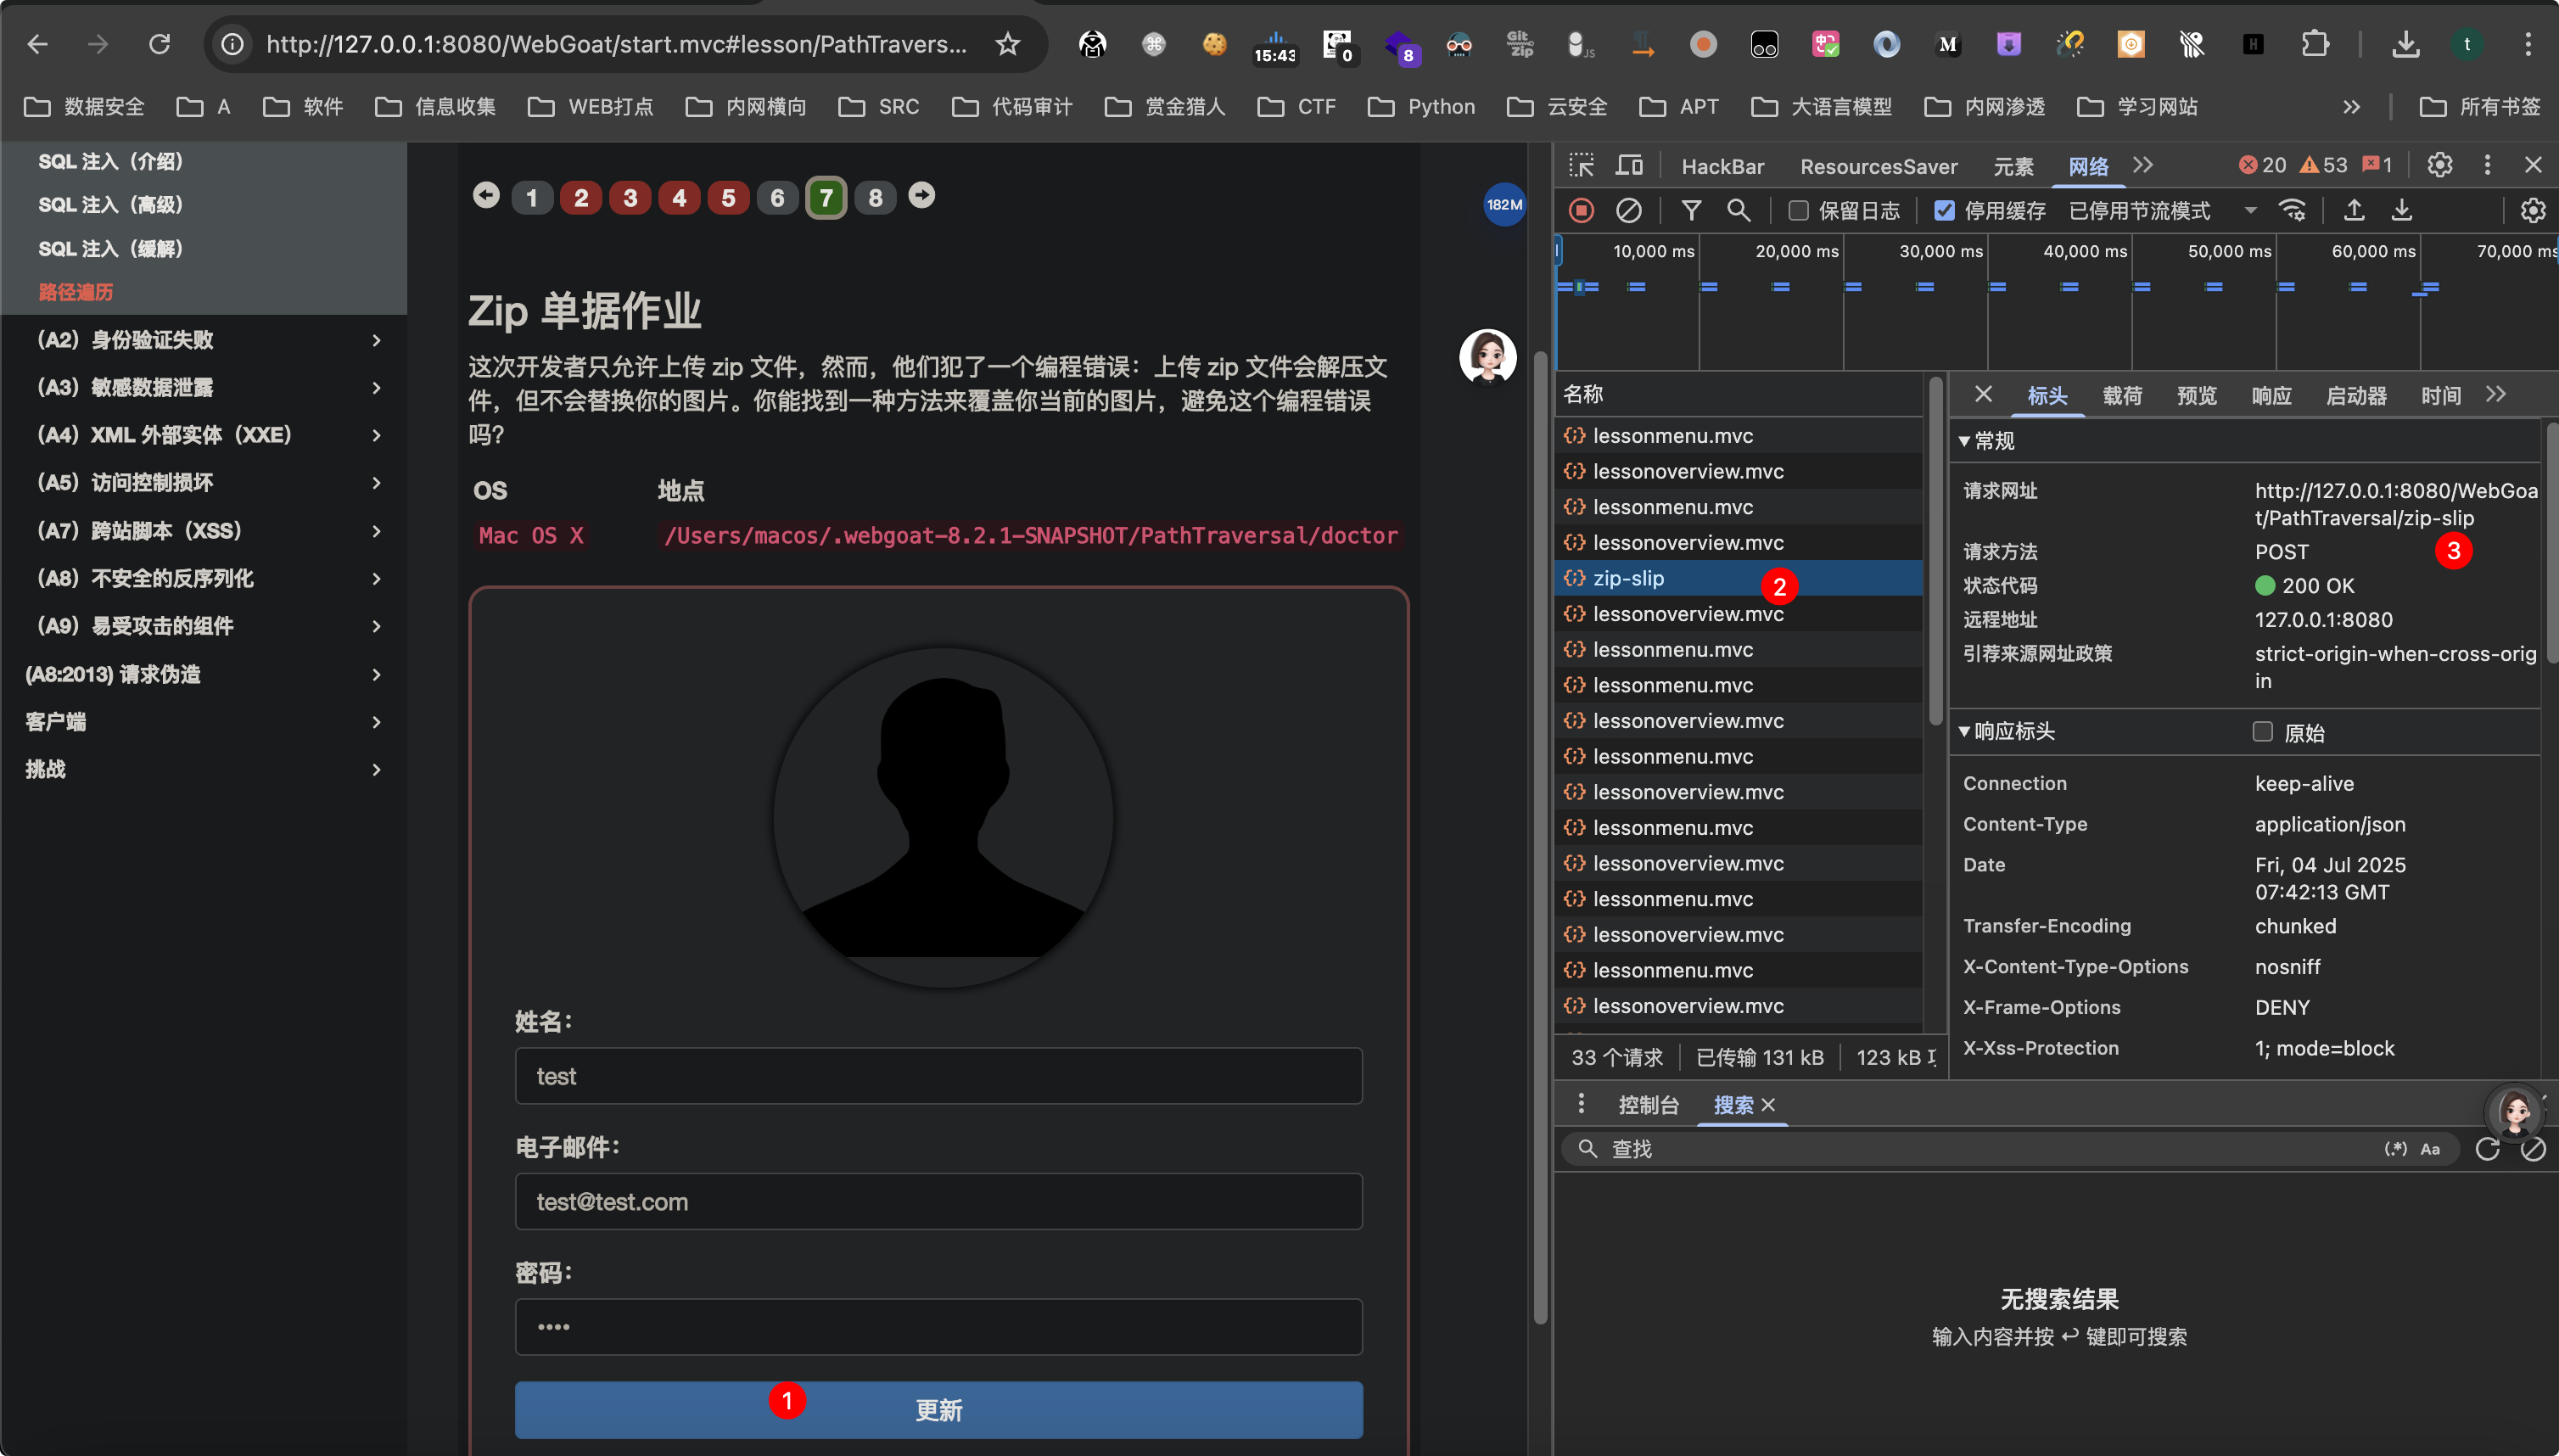 http://127.0.0.1:8080/WebGoat/start.mvc#lesson/PathTravers...
15:43
0
8
Git
Zip
JS
M
H
t
数据安全
A
软件
信息收集
WEB打点
内网横向
SRC
代码审计
赏金猎人
CTF
Python
云安全
APT
大语言模型
内网渗透
学习网站
所有书签
SQL 注入（介绍）
SQL 注入（高级）
SQL 注入（缓解）
路径遍历
（A2）身份验证失败
（A3）敏感数据泄露
（A4）XML 外部实体（XXE）
（A5）访问控制损坏
（A7）跨站脚本（XSS）
（A8）不安全的反序列化
（A9）易受攻击的组件
(A8:2013) 请求伪造
客户端
挑战
1 2 3 4 5 6 7 8
182M
Zip 单据作业
这次开发者只允许上传 zip 文件，然而，他们犯了一个编程错误：上传 zip 文件会解压文
件，但不会替换你的图片。你能找到一种方法来覆盖你当前的图片，避免这个编程错误
吗？
OS 地点
Mac OS X /Users/macos/.webgoat-8.2.1-SNAPSHOT/PathTraversal/doctor
姓名：
test
电子邮件：
test@test.com
密码：
••••
1
更新
HackBar ResourcesSaver 元素 网络 20 53 1
保留日志 停用缓存 已停用节流模式
10,000 ms 20,000 ms 30,000 ms 40,000 ms 50,000 ms 60,000 ms 70,000 ms
名称
lessonmenu.mvc
lessonoverview.mvc
lessonmenu.mvc
lessonoverview.mvc
zip-slip
2
lessonoverview.mvc
lessonmenu.mvc
lessonmenu.mvc
lessonoverview.mvc
lessonmenu.mvc
lessonoverview.mvc
lessonmenu.mvc
lessonoverview.mvc
lessonmenu.mvc
lessonoverview.mvc
lessonmenu.mvc
lessonoverview.mvc
33 个请求 已传输 131 kB 123 kB
标头 载荷 预览 响应 启动器 时间
常规
请求网址 http://127.0.0.1:8080/WebGoa
t/PathTraversal/zip-slip
请求方法 POST
3
状态代码 200 OK
远程地址 127.0.0.1:8080
引荐来源网址政策 strict-origin-when-cross-orig
in
响应标头 原始
Connection keep-alive
Content-Type application/json
Date Fri, 04 Jul 2025
07:42:13 GMT
Transfer-Encoding chunked
X-Content-Type-Options nosniff
X-Frame-Options DENY
X-Xss-Protection 1; mode=block
控制台 搜索
查找 (.*) Aa
无搜索结果
输入内容并按 ↩ 键即可搜索